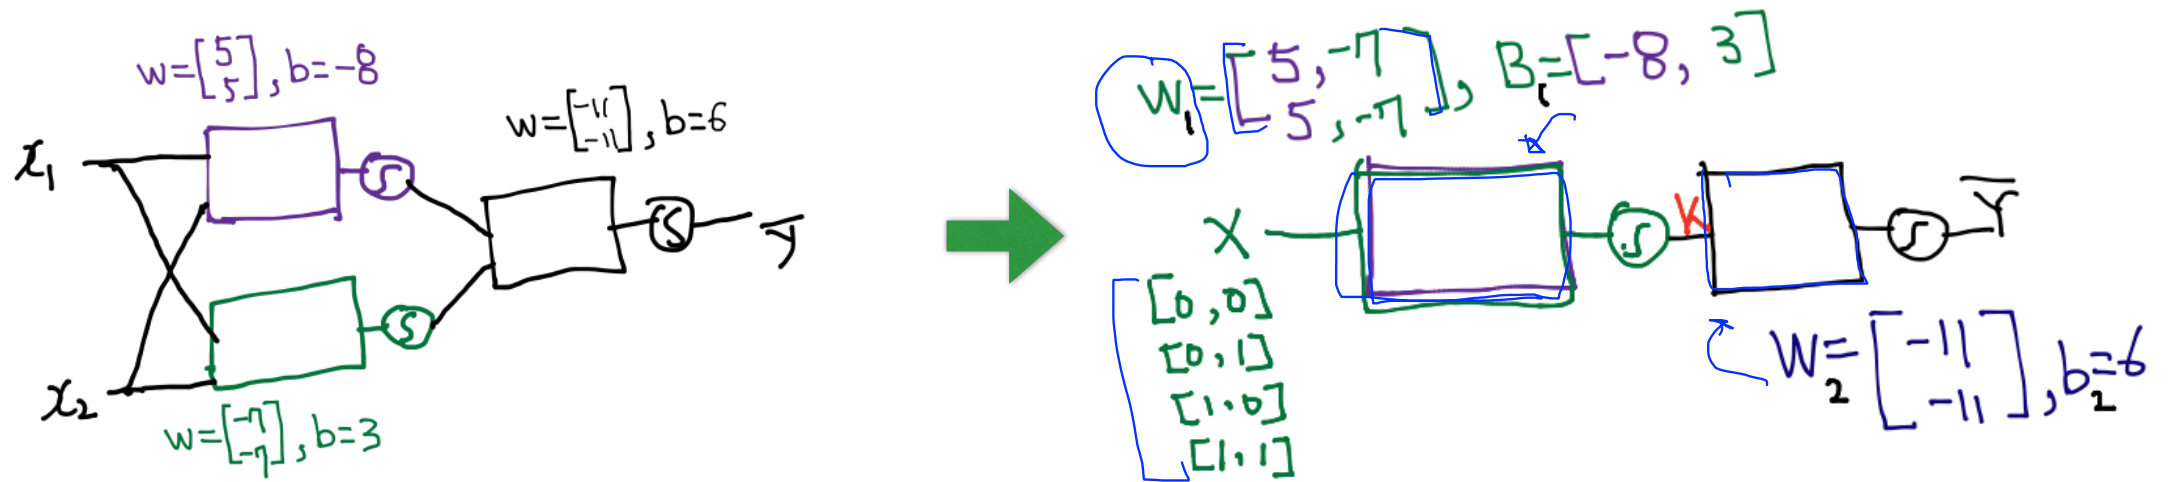 w=[5
5], b=-8
w=[-11
-11], b=6
x₁
S
S
ȳ
S
x₂
w=[-7
-7], b=3
W₁=[5, -7
5, -7], B₁=[-8, 3]
X
S
K
S
Ȳ
[0,0]
[0,1]
[1,0]
[1,1]
W₂=[-11
-11], b₂=6